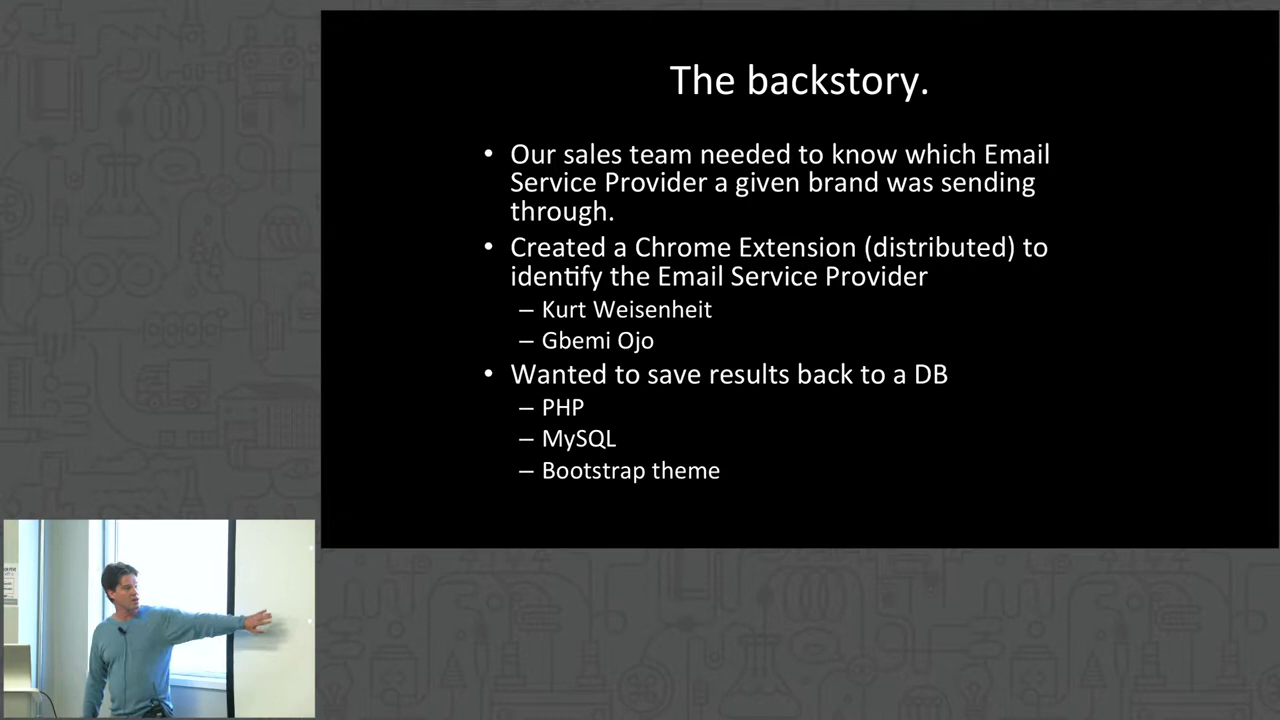 The backstory.
• Our sales team needed to know which Email
Service Provider a given brand was sending
through.
• Created a Chrome Extension (distributed) to
identify the Email Service Provider
– Kurt Weisenheit
– Gbemi Ojo
• Wanted to save results back to a DB
– PHP
– MySQL
– Bootstrap theme